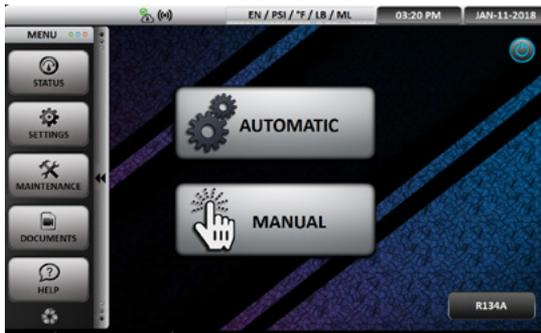 EN / PSI / °F / LB / ML
03:20 PM
JAN-11-2018
MENU
STATUS
SETTINGS
MAINTENANCE
DOCUMENTS
HELP
AUTOMATIC
MANUAL
R134A